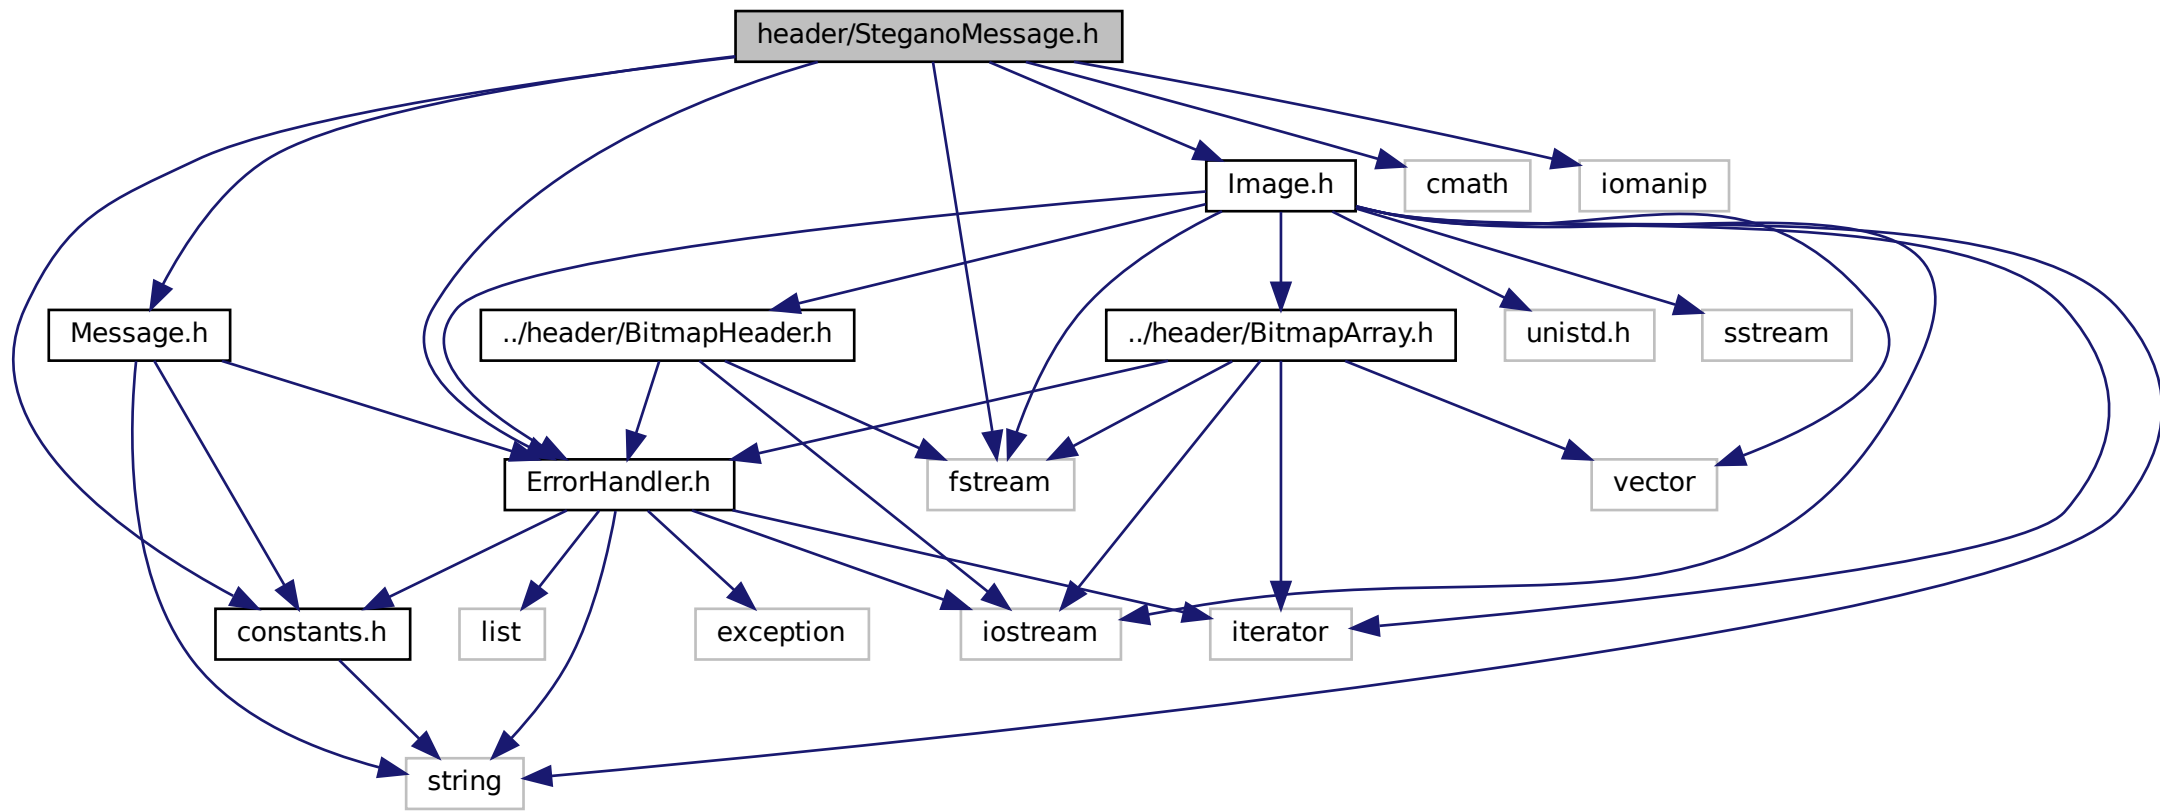 header/SteganoMessage.h
Image.h
cmath
iomanip
Message.h
../header/BitmapHeader.h
../header/BitmapArray.h
unistd.h
sstream
ErrorHandler.h
fstream
vector
constants.h
list
exception
iostream
iterator
string